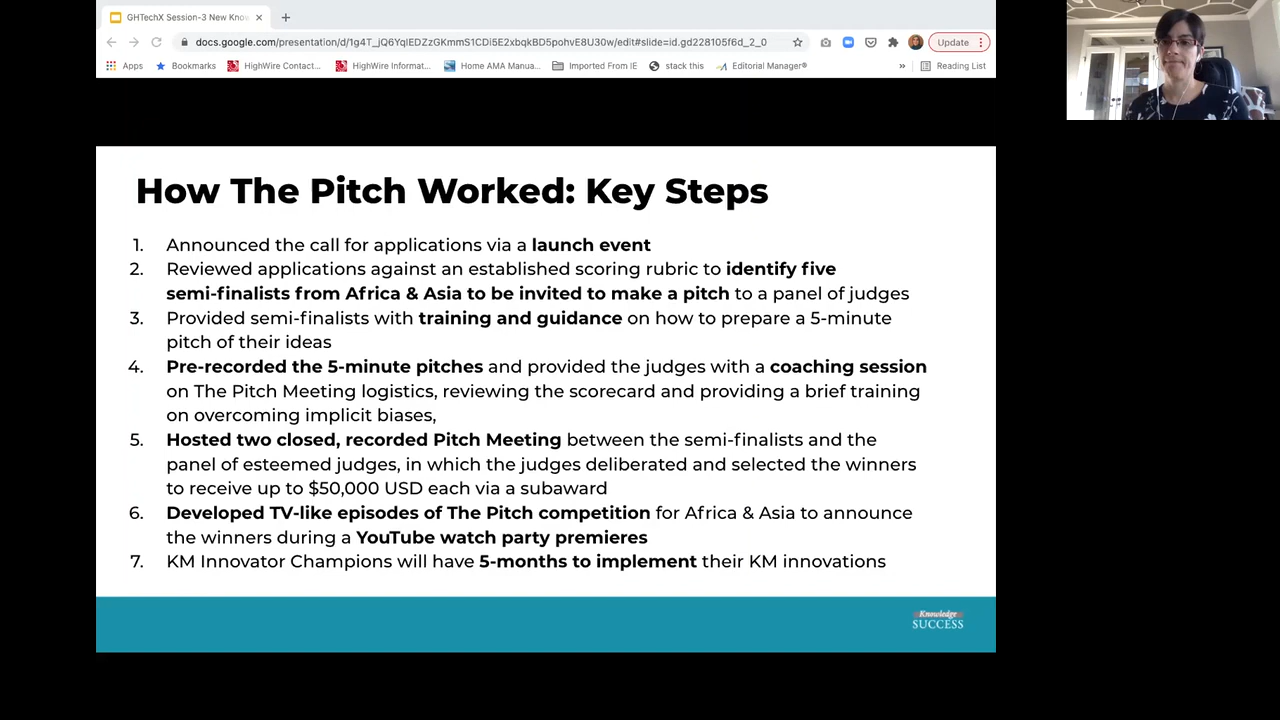 GHTechX Session-3 New Know
docs.google.com/presentation/d/1g4T_jQ6YqlEDZzGtmmS1CDi5E2xbqkBD5pohvE8U30w/edit#slide=id.gd228105f6d_2_0
Update
Apps
Bookmarks
HighWire Contact...
HighWire Informat...
Home AMA Manua...
Imported From IE
stack this
Editorial Manager®
»
Reading List
How The Pitch Worked: Key Steps
1. Announced the call for applications via a launch event
2. Reviewed applications against an established scoring rubric to identify five
semi-finalists from Africa & Asia to be invited to make a pitch to a panel of judges
3. Provided semi-finalists with training and guidance on how to prepare a 5-minute
pitch of their ideas
4. Pre-recorded the 5-minute pitches and provided the judges with a coaching session
on The Pitch Meeting logistics, reviewing the scorecard and providing a brief training
on overcoming implicit biases,
5. Hosted two closed, recorded Pitch Meeting between the semi-finalists and the
panel of esteemed judges, in which the judges deliberated and selected the winners
to receive up to $50,000 USD each via a subaward
6. Developed TV-like episodes of The Pitch competition for Africa & Asia to announce
the winners during a YouTube watch party premieres
7. KM Innovator Champions will have 5-months to implement their KM innovations
Knowledge
SUCCESS